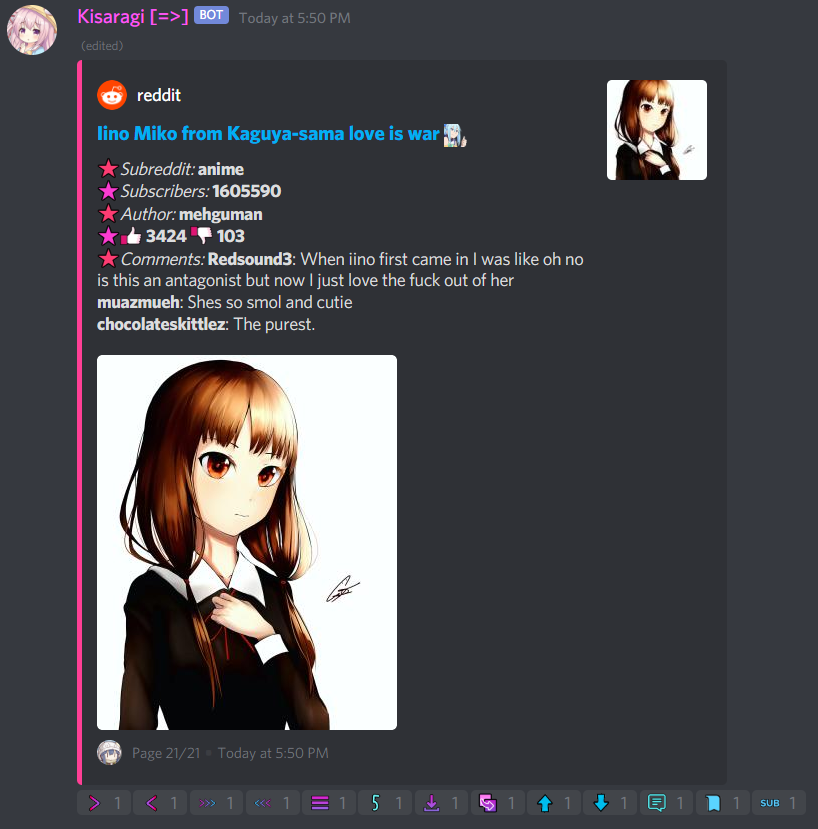 Kisaragi [=>] BOT Today at 5:50 PM
(edited)
reddit
Iino Miko from Kaguya-sama love is war
Subreddit: anime
Subscribers: 1605590
Author: mehguman
3424 103
Comments: Redsound3: When iino first came in I was like oh no
is this an antagonist but now I just love the fuck out of her
muazmueh: Shes so smol and cutie
chocolateskittlez: The purest.
Page 21/21 • Today at 5:50 PM
> 1 < 1 >>> 1 <<< 1 1 5 1 1 1 1 1 1 1 SUB 1